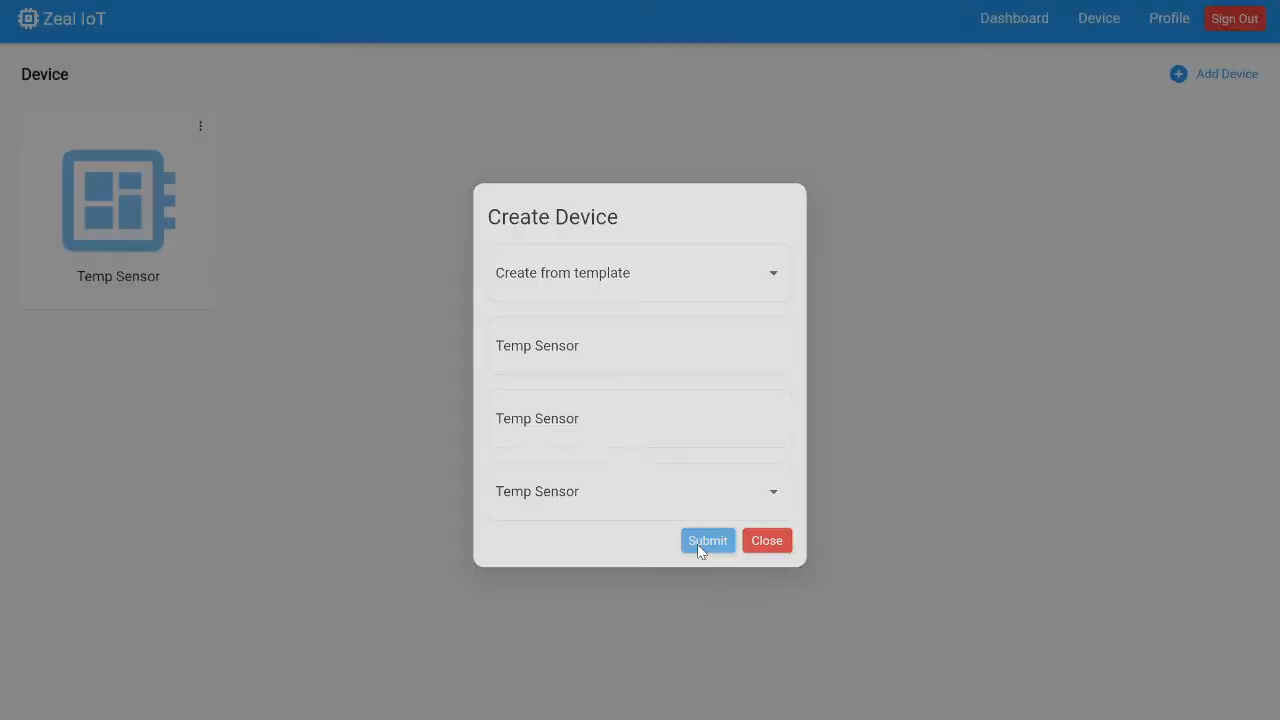 Zeal IoT
Dashboard
Device
Profile
Sign Out
Device
Add Device
Temp Sensor
Create Device
Create from template
Temp Sensor
Temp Sensor
Temp Sensor
Submit
Close